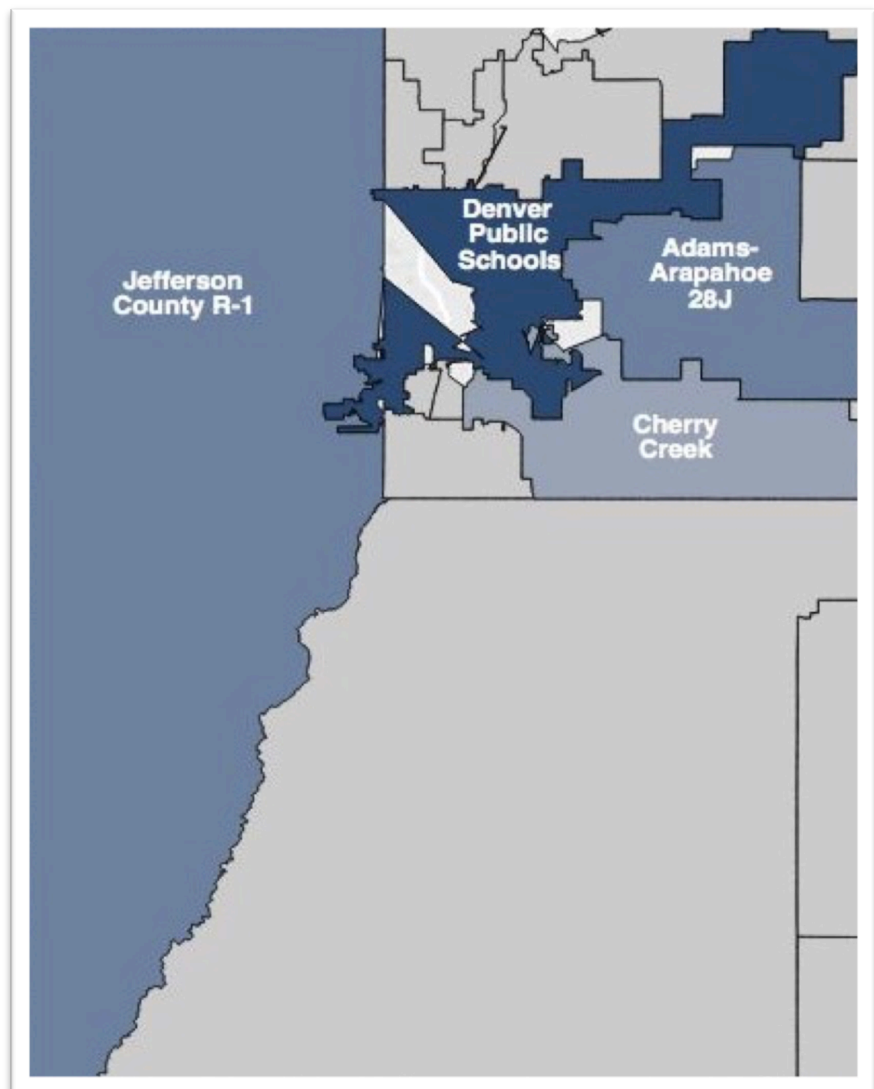 Denver
Public
Schools
Adams-
Arapahoe
28J
Jefferson
County R-1
Cherry
Creek